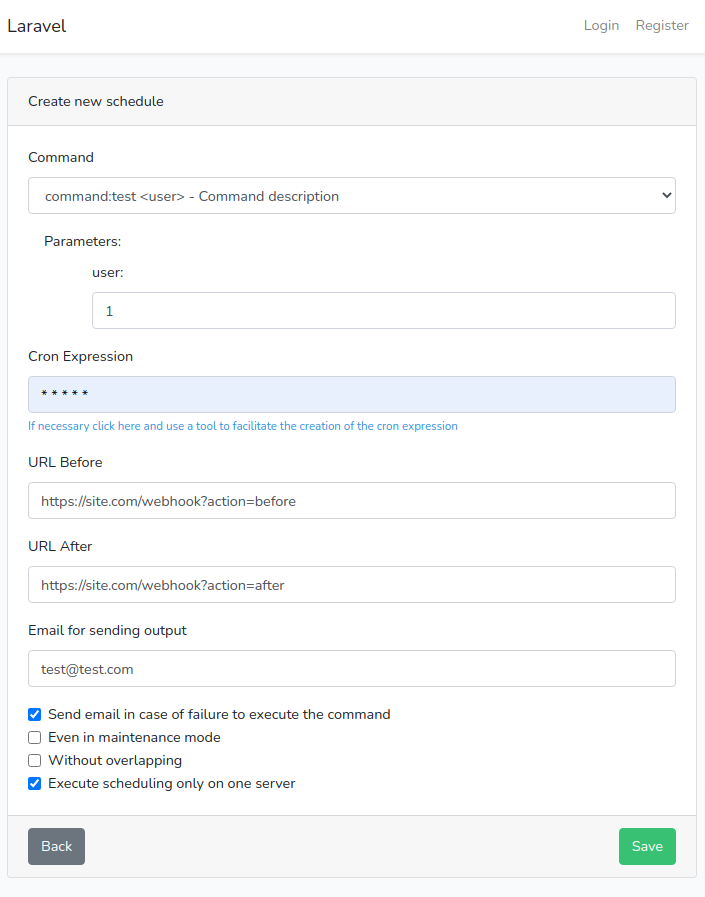 Laravel
Login Register
Create new schedule
Command
command:test <user> - Command description
Parameters:
user:
1
Cron Expression
* * * * *
If necessary click here and use a tool to facilitate the creation of the cron expression
URL Before
https://site.com/webhook?action=before
URL After
https://site.com/webhook?action=after
Email for sending output
test@test.com
Send email in case of failure to execute the command
Even in maintenance mode
Without overlapping
Execute scheduling only on one server
Back Save